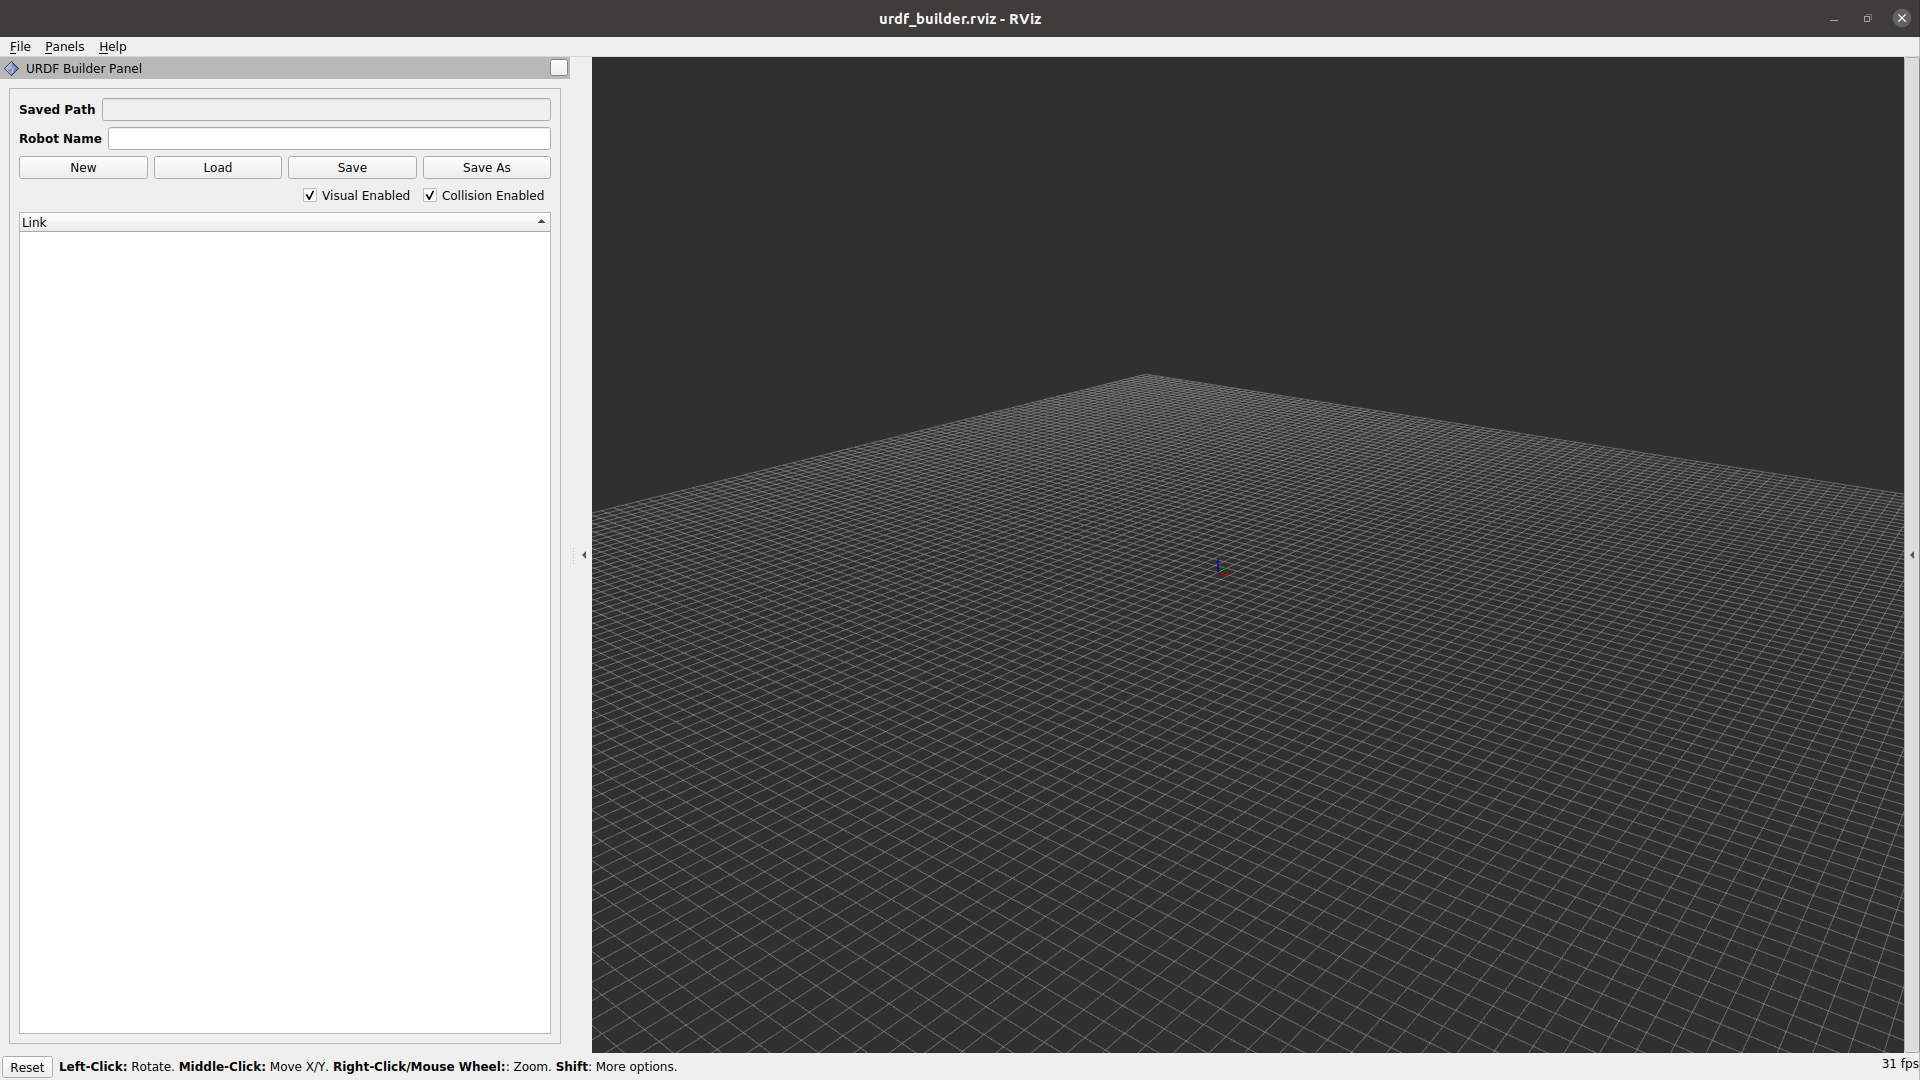 urdf_builder.rviz - RViz
File Panels Help
URDF Builder Panel
Saved Path
Robot Name
New Load Save Save As
Visual Enabled Collision Enabled
Link
Reset Left-Click: Rotate. Middle-Click: Move X/Y. Right-Click/Mouse Wheel:: Zoom. Shift: More options. 31 fps